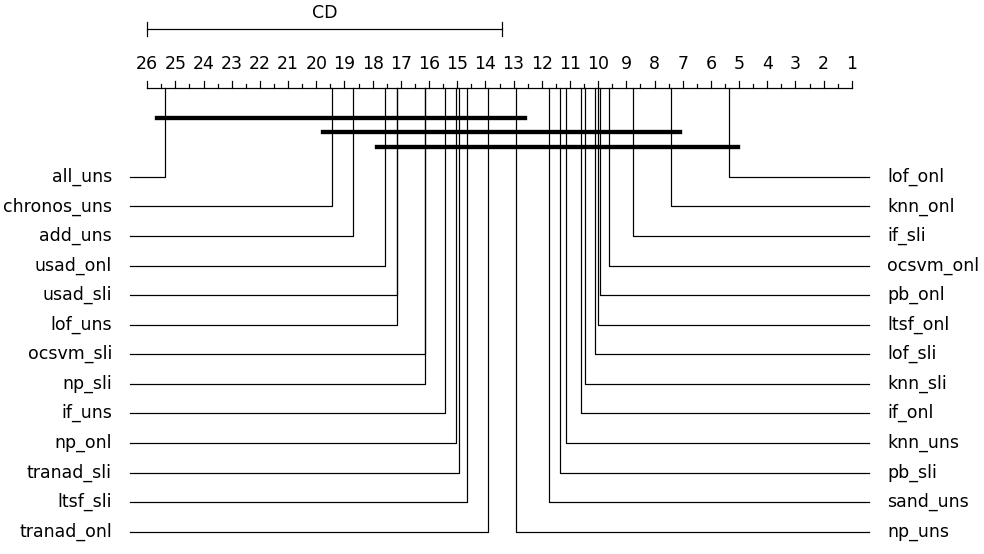 CD
26 25 24 23 22 21 20 19 18 17 16 15 14 13 12 11 10 9 8 7 6 5 4 3 2 1
all_uns lof_onl
chronos_uns knn_onl
add_uns if_sli
usad_onl ocsvm_onl
usad_sli pb_onl
lof_uns ltsf_onl
ocsvm_sli lof_sli
np_sli knn_sli
if_uns if_onl
np_onl knn_uns
tranad_sli pb_sli
ltsf_sli sand_uns
tranad_onl np_uns